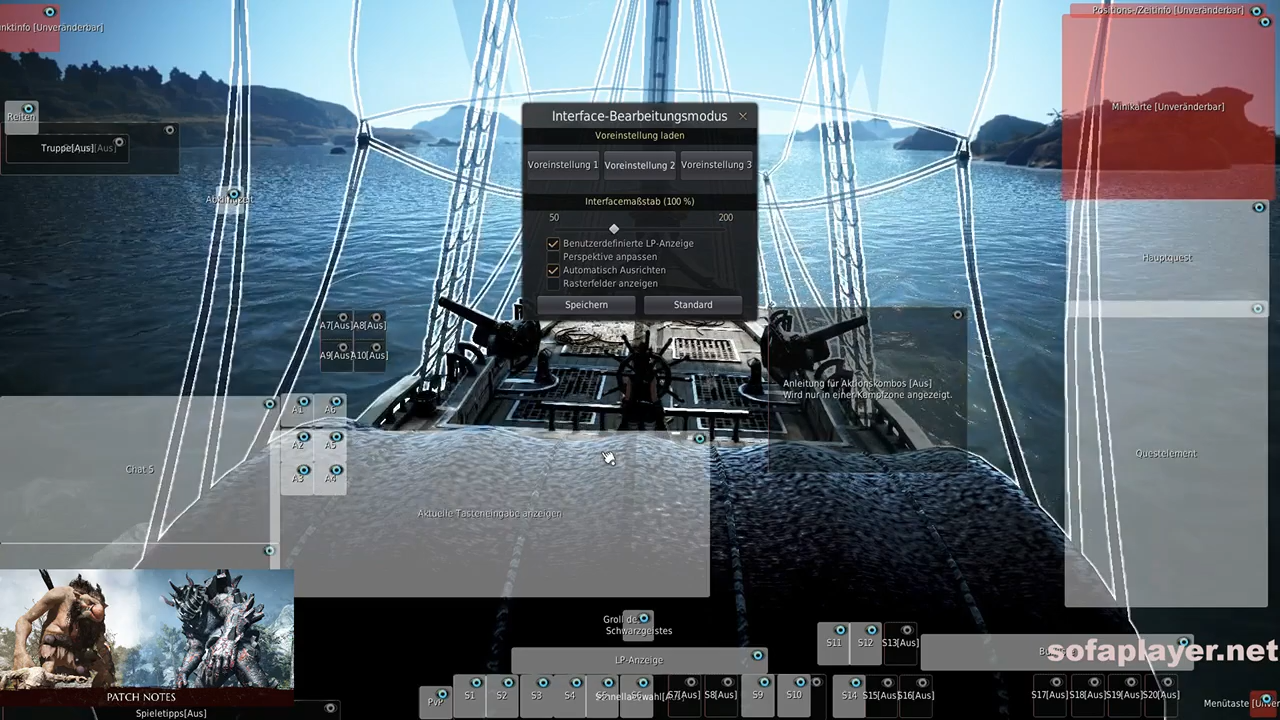 nktinfo [Unveränderbar]
Positions-/Zeitinfo [Unveränderbar]
Minikarte [Unveränderbar]
Reiten
Truppe[Aus]
[Aus]
Interface-Bearbeitungsmodus
Voreinstellung laden
Voreinstellung 1
Voreinstellung 2
Voreinstellung 3
Interfacemaßstab (100 %)
50
200
Benutzerdefinierte LP-Anzeige
Perspektive anpassen
Automatisch Ausrichten
Rasterfelder anzeigen
Speichern
Standard
Hauptquest
A7[Aus]
A8[Aus]
A9[Aus]
A10[Aus]
Anleitung für Aktionskombos [Aus]
Wird nur in einer Kampfzone angezeigt.
A1
A6
A2
A5
A3
A4
Chat 5
Questelement
Aktuelle Tasteneingabe anzeigen
Schwarzgeistes
LP-Anzeige
S11
S12
S13[Aus]
sofaplayer.net
PATCH NOTES
Spieletipps[Aus]
PvP
S1
S2
S3
S4
S7[Aus]
S8[Aus]
S9
S10
S14
S15[Aus]
S16[Aus]
S17[Aus]
S18[Aus]
S19[Aus]
S20[Aus]
Menütaste